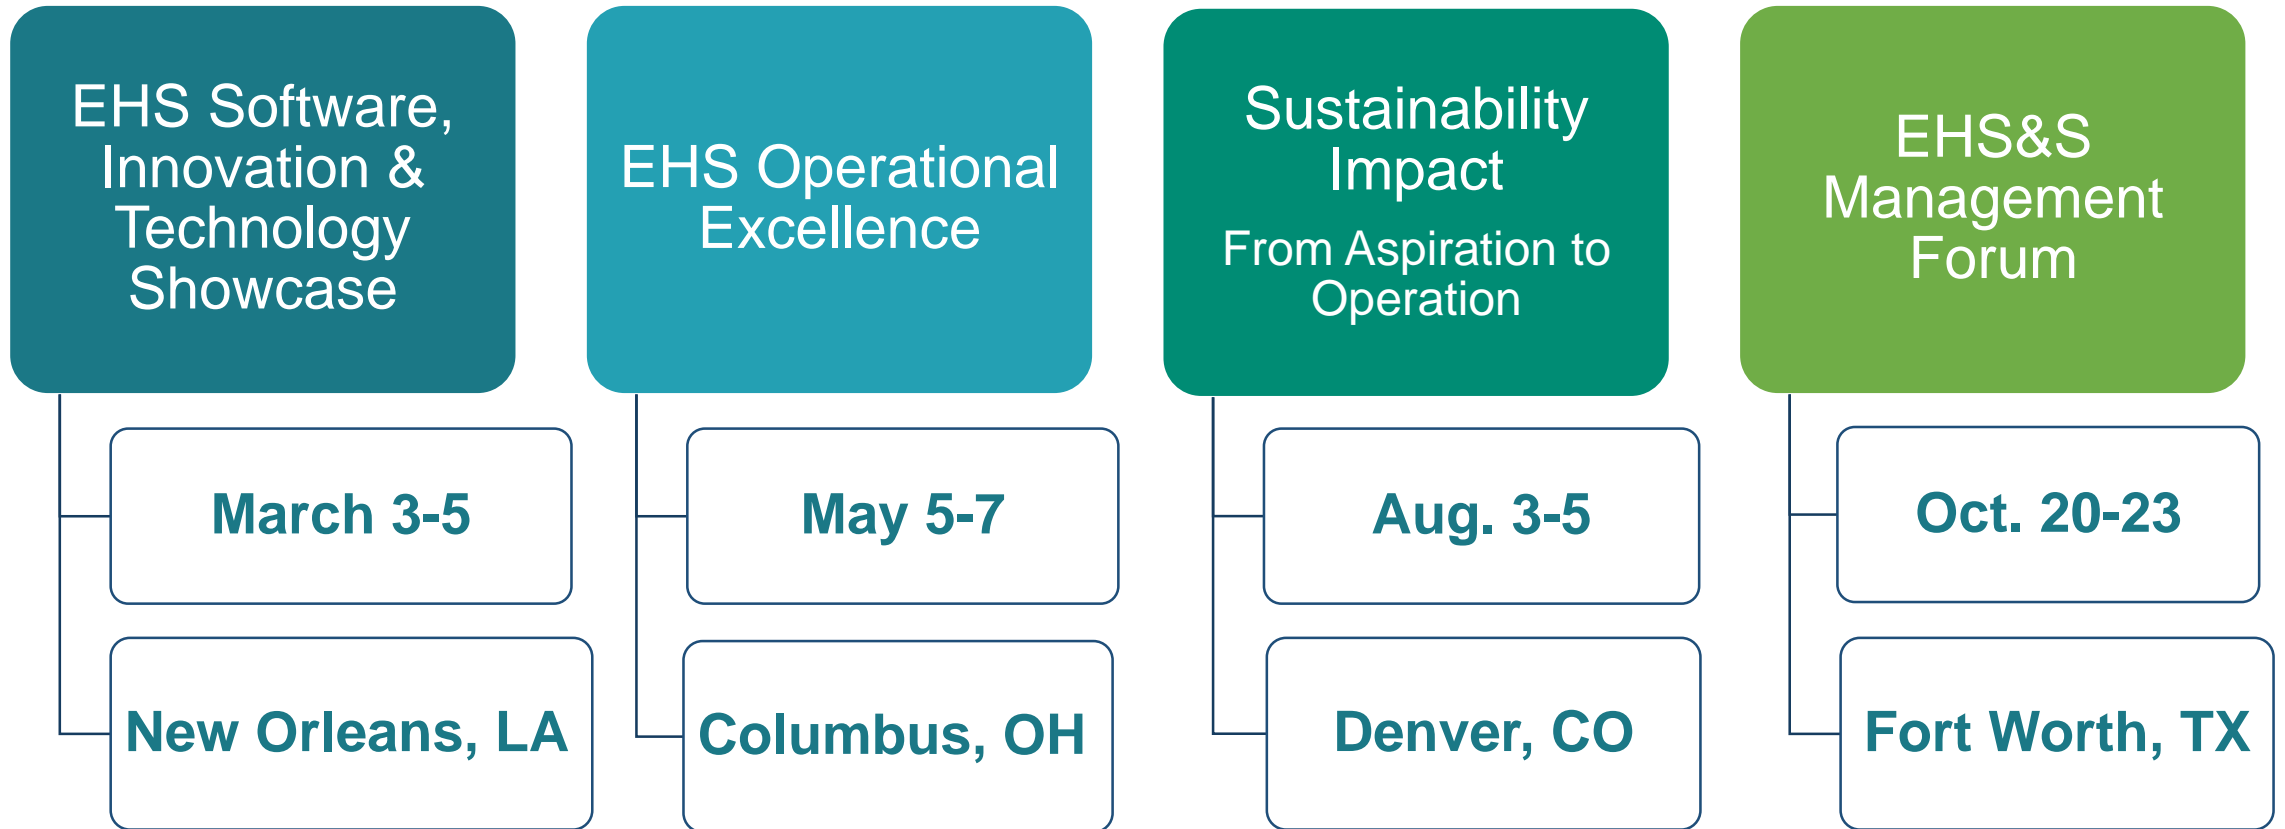 EHS Software,
Innovation &
Technology
Showcase
March 3-5
New Orleans, LA
EHS Operational
Excellence
May 5-7
Columbus, OH
Sustainability
Impact
From Aspiration to
Operation
Aug. 3-5
Denver, CO
EHS&S
Management
Forum
Oct. 20-23
Fort Worth, TX